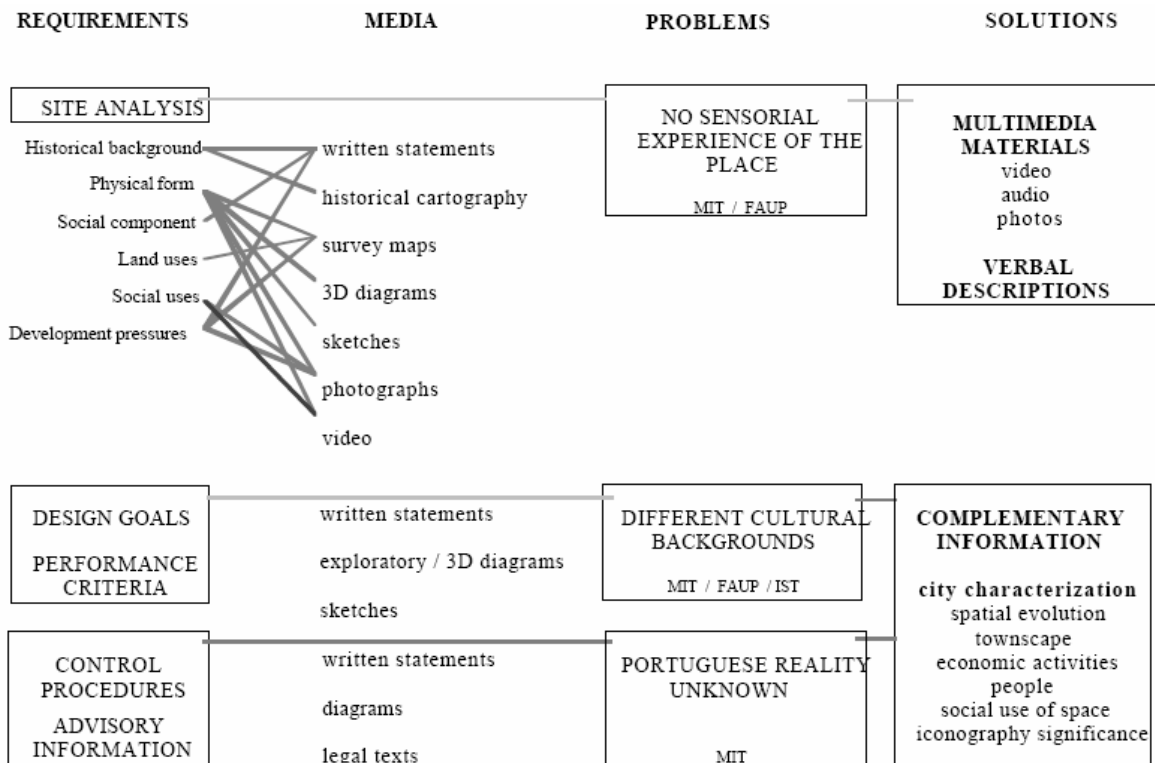 REQUIREMENTS
MEDIA
PROBLEMS
SOLUTIONS
SITE ANALYSIS
Historical background
Physical form
Social component
Land uses
Social uses
Development pressures
written statements
historical cartography
survey maps
3D diagrams
sketches
photographs
video
NO SENSORIAL
EXPERIENCE OF THE
PLACE
MIT / FAUP
MULTIMEDIA
MATERIALS
video
audio
photos
VERBAL
DESCRIPTIONS
DESIGN GOALS
PERFORMANCE
CRITERIA
written statements
exploratory / 3D diagrams
sketches
DIFFERENT CULTURAL
BACKGROUNDS
MIT / FAUP / IST
COMPLEMENTARY
INFORMATION
city characterization
spatial evolution
townscape
economic activities
people
social use of space
iconography significance
CONTROL
PROCEDURES
ADVISORY
INFORMATION
written statements
diagrams
legal texts
PORTUGUESE REALITY
UNKNOWN
MIT